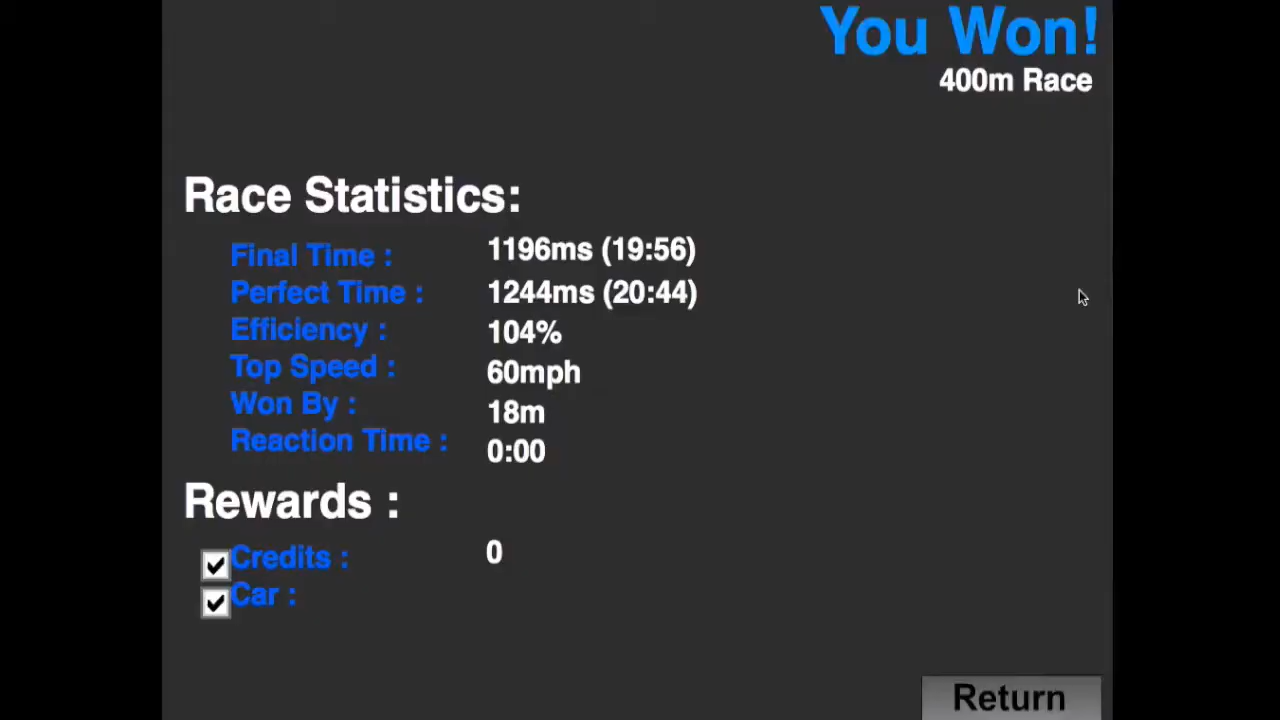 You Won!
400m Race
Race Statistics:
Final Time : 1196ms (19:56)
Perfect Time : 1244ms (20:44)
Efficiency : 104%
Top Speed : 60mph
Won By : 18m
Reaction Time : 0:00
Rewards :
Credits : 0
Car :
Return